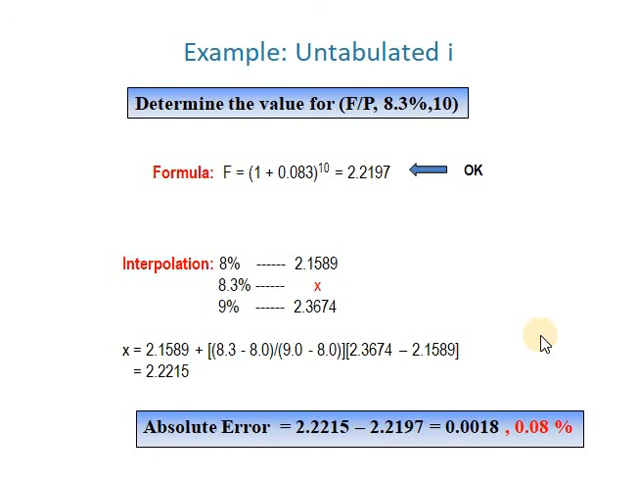 Example: Untabulated i
Determine the value for (F/P, 8.3%,10)
Formula: F = (1 + 0.083)¹⁰ = 2.2197 OK
Interpolation: 8% ------ 2.1589
8.3% ------ x
9% ------ 2.3674
x = 2.1589 + [(8.3 - 8.0)/(9.0 - 8.0)][2.3674 – 2.1589]
= 2.2215
Absolute Error = 2.2215 – 2.2197 = 0.0018 , 0.08 %